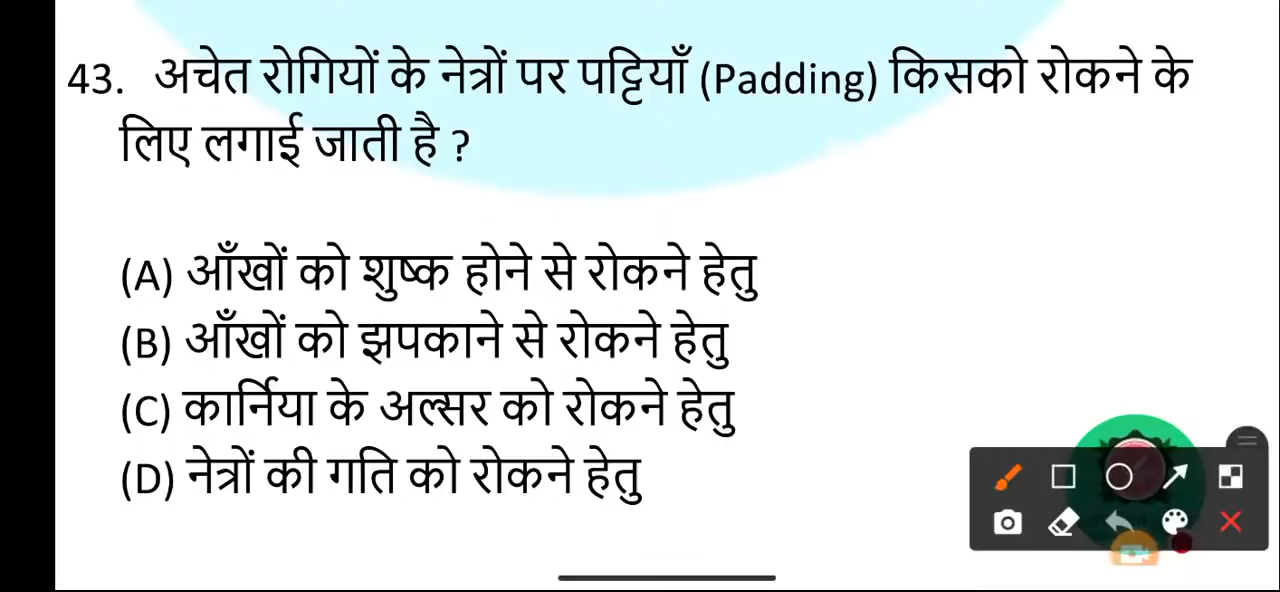 43. अचेत रोगियों के नेत्रों पर पट्टियाँ (Padding) किसको रोकने के
लिए लगाई जाती है ?
(A) आँखों को शुष्क होने से रोकने हेतु
(B) आँखों को झपकाने से रोकने हेतु
(C) कार्निया के अल्सर को रोकने हेतु
(D) नेत्रों की गति को रोकने हेतु